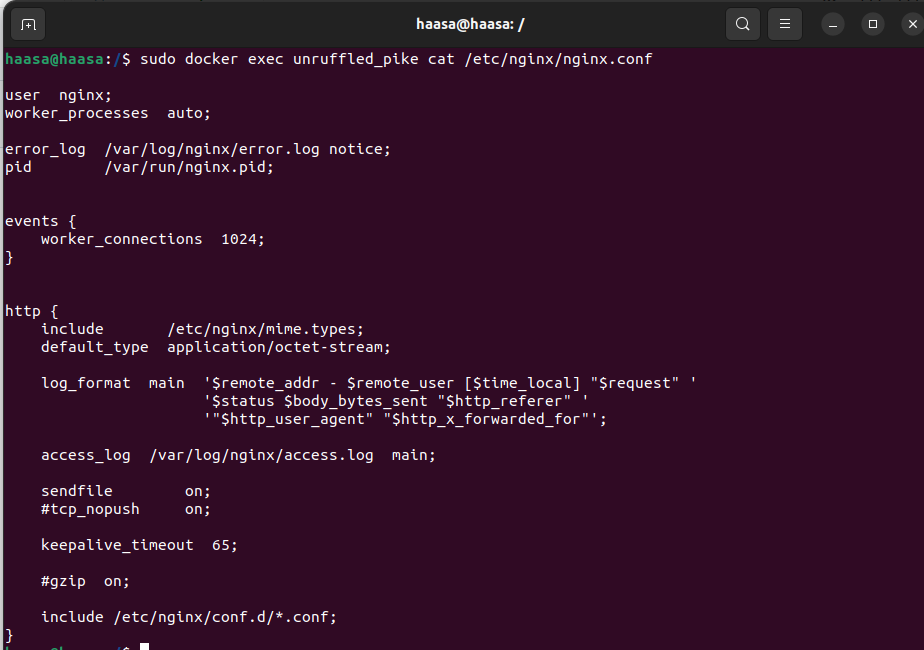 haasa@haasa: /
haasa@haasa:/$ sudo docker exec unruffled_pike cat /etc/nginx/nginx.conf
user  nginx;
worker_processes  auto;
error_log  /var/log/nginx/error.log notice;
pid        /var/run/nginx.pid;
events {
    worker_connections  1024;
}
http {
    include       /etc/nginx/mime.types;
    default_type  application/octet-stream;
    log_format  main  '$remote_addr - $remote_user [$time_local] "$request" '
                      '$status $body_bytes_sent "$http_referer" '
                      '"$http_user_agent" "$http_x_forwarded_for"';
    access_log  /var/log/nginx/access.log  main;
    sendfile        on;
    #tcp_nopush     on;
    keepalive_timeout  65;
    #gzip  on;
    include /etc/nginx/conf.d/*.conf;
}